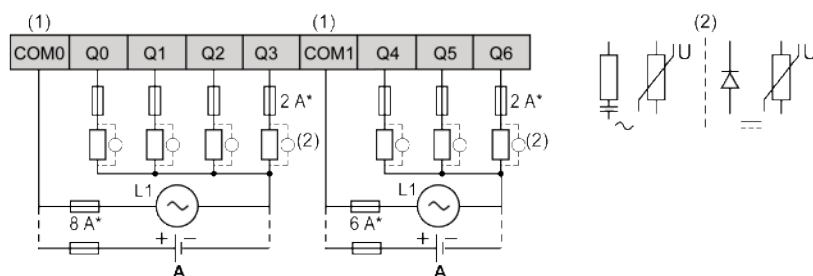 (1) (1) (2)
COM0 Q0 Q1 Q2 Q3 COM1 Q4 Q5 Q6
U U
2 A* 2 A*
(2) (2)
~ ⎓
L1 L1
~ ~
8 A* 6 A*
+ − + −
A A